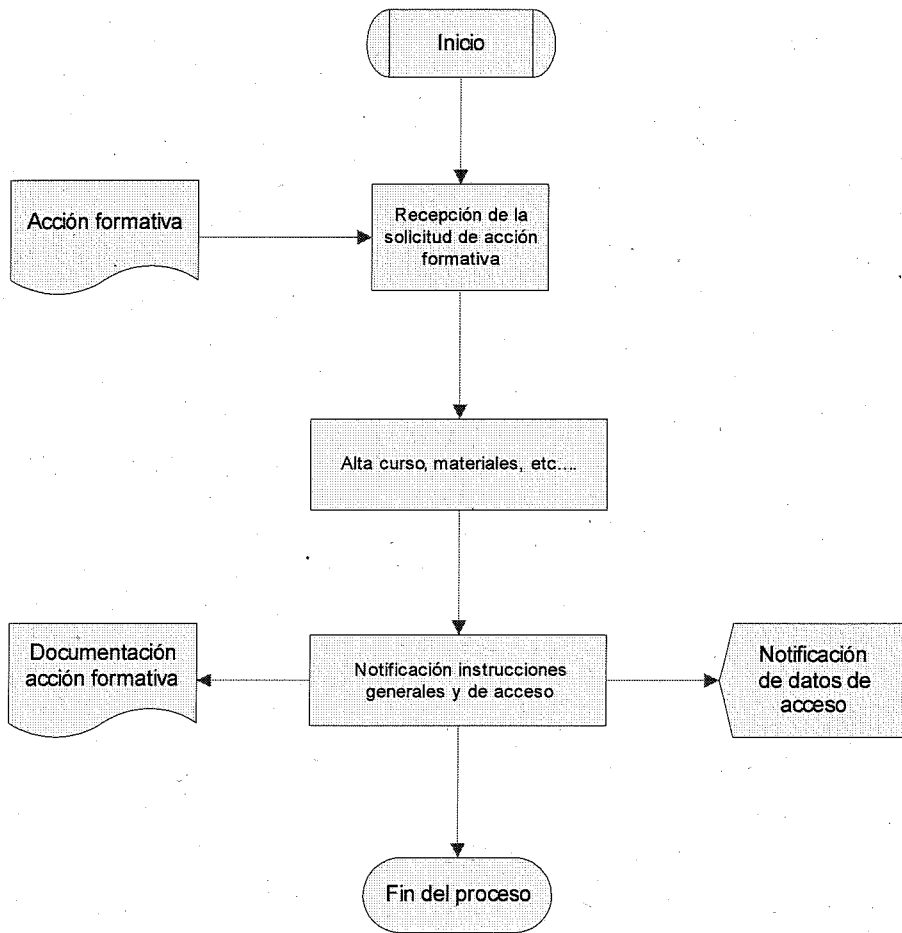 Inicio
Acción formativa
Recepción de la
solicitud de acción
formativa
Alta curso, materiales, etc....
Documentación
acción formativa
Notificación instrucciones
generales y de acceso
Notificación
de datos de
acceso
Fin del proceso